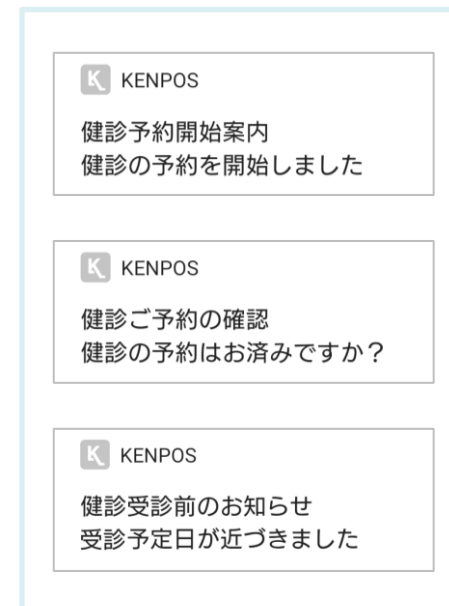 KENPOS
健診予約開始案内
健診の予約を開始しました
KENPOS
健診ご予約の確認
健診の予約はお済みですか？
KENPOS
健診受診前のお知らせ
受診予定日が近づきました